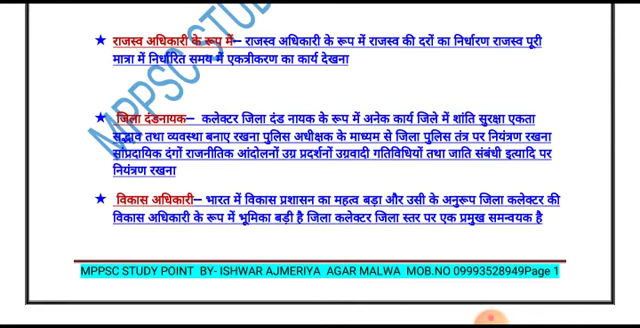 ★ राजस्व अधिकारी के रूप में– राजस्व अधिकारी के रूप में राजस्व की दरों का निर्धारण राजस्व पूरी
मात्रा में निर्धारित समय में एकत्रीकरण का कार्य देखना
★ जिला दंडनायक– कलेक्टर जिला दंड नायक के रूप में अनेक कार्य जिले में शांति सुरक्षा एकता
सद्भाव तथा व्यवस्था बनाए रखना पुलिस अधीक्षक के माध्यम से जिला पुलिस तंत्र पर नियंत्रण रखना
सांप्रदायिक दंगों राजनीतिक आंदोलनों उग्र प्रदर्शनों उग्रवादी गतिविधियों तथा जाति संबंधी इत्यादि पर
नियंत्रण रखना
★ विकास अधिकारी– भारत में विकास प्रशासन का महत्व बड़ा और उसी के अनुरूप जिला कलेक्टर की
विकास अधिकारी के रूप में भूमिका बड़ी है जिला कलेक्टर जिला स्तर पर एक प्रमुख समन्वयक है
MPPSC STUDY POINT BY- ISHWAR AJMERIYA AGAR MALWA MOB.NO 09993528949Page 1
MPPSC STUDY